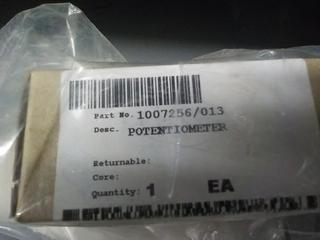 Part No. 1007256/013
Desc. POTENTIOMETER
Returnable:
Core:
Quantity: 1 EA